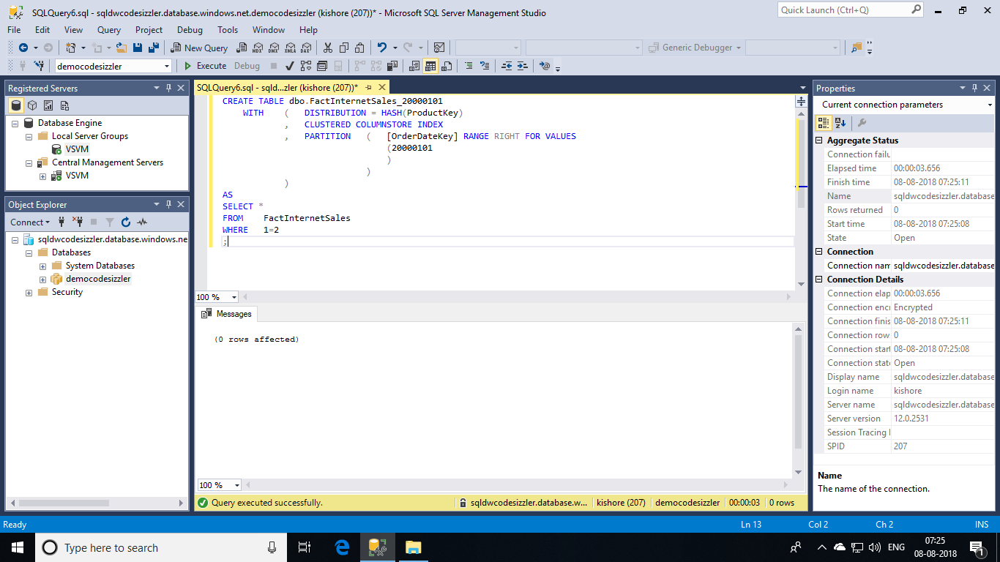 SQLQuery6.sql - sqldwcodesizzler.database.windows.net.democodesizzler (kishore (207))* - Microsoft SQL Server Management Studio
Quick Launch (Ctrl+Q)
File Edit View Query Project Debug Tools Window Help
New Query
MDX DMX XMLA DAX
Generic Debugger
democodesizzler
Execute Debug
Registered Servers
Database Engine
Local Server Groups
VSVM
Central Management Servers
VSVM
Object Explorer
Connect
sqldwcodesizzler.database.windows.ne
Databases
System Databases
democodesizzler
Security
SQLQuery6.sql - sqld...zler (kishore (207))*
CREATE TABLE dbo.FactInternetSales_20000101
WITH ( DISTRIBUTION = HASH(ProductKey)
, CLUSTERED COLUMNSTORE INDEX
, PARTITION ( [OrderDateKey] RANGE RIGHT FOR VALUES
(20000101
)
)
)
AS
SELECT *
FROM FactInternetSales
WHERE 1=2
;
100 %
Messages
(0 rows affected)
100 %
Query executed successfully.
sqldwcodesizzler.database.w...
kishore (207)
democodesizzler
00:00:03
0 rows
Properties
Current connection parameters
Aggregate Status
Connection failu
Elapsed time 00:00:03.656
Finish time 08-08-2018 07:25:11
Name sqldwcodesizzler.database
Rows returned 0
Start time 08-08-2018 07:25:08
State Open
Connection
Connection nam sqldwcodesizzler.database
Connection Details
Connection elap 00:00:03.656
Connection encr Encrypted
Connection finis 08-08-2018 07:25:11
Connection row 0
Connection start 08-08-2018 07:25:08
Connection state Open
Display name sqldwcodesizzler.database
Login name kishore
Server name sqldwcodesizzler.database
Server version 12.0.2531
Session Tracing I
SPID 207
Name
The name of the connection.
Ready
Ln 13
Col 2
Ch 2
INS
Type here to search
ENG
07:25
08-08-2018
1